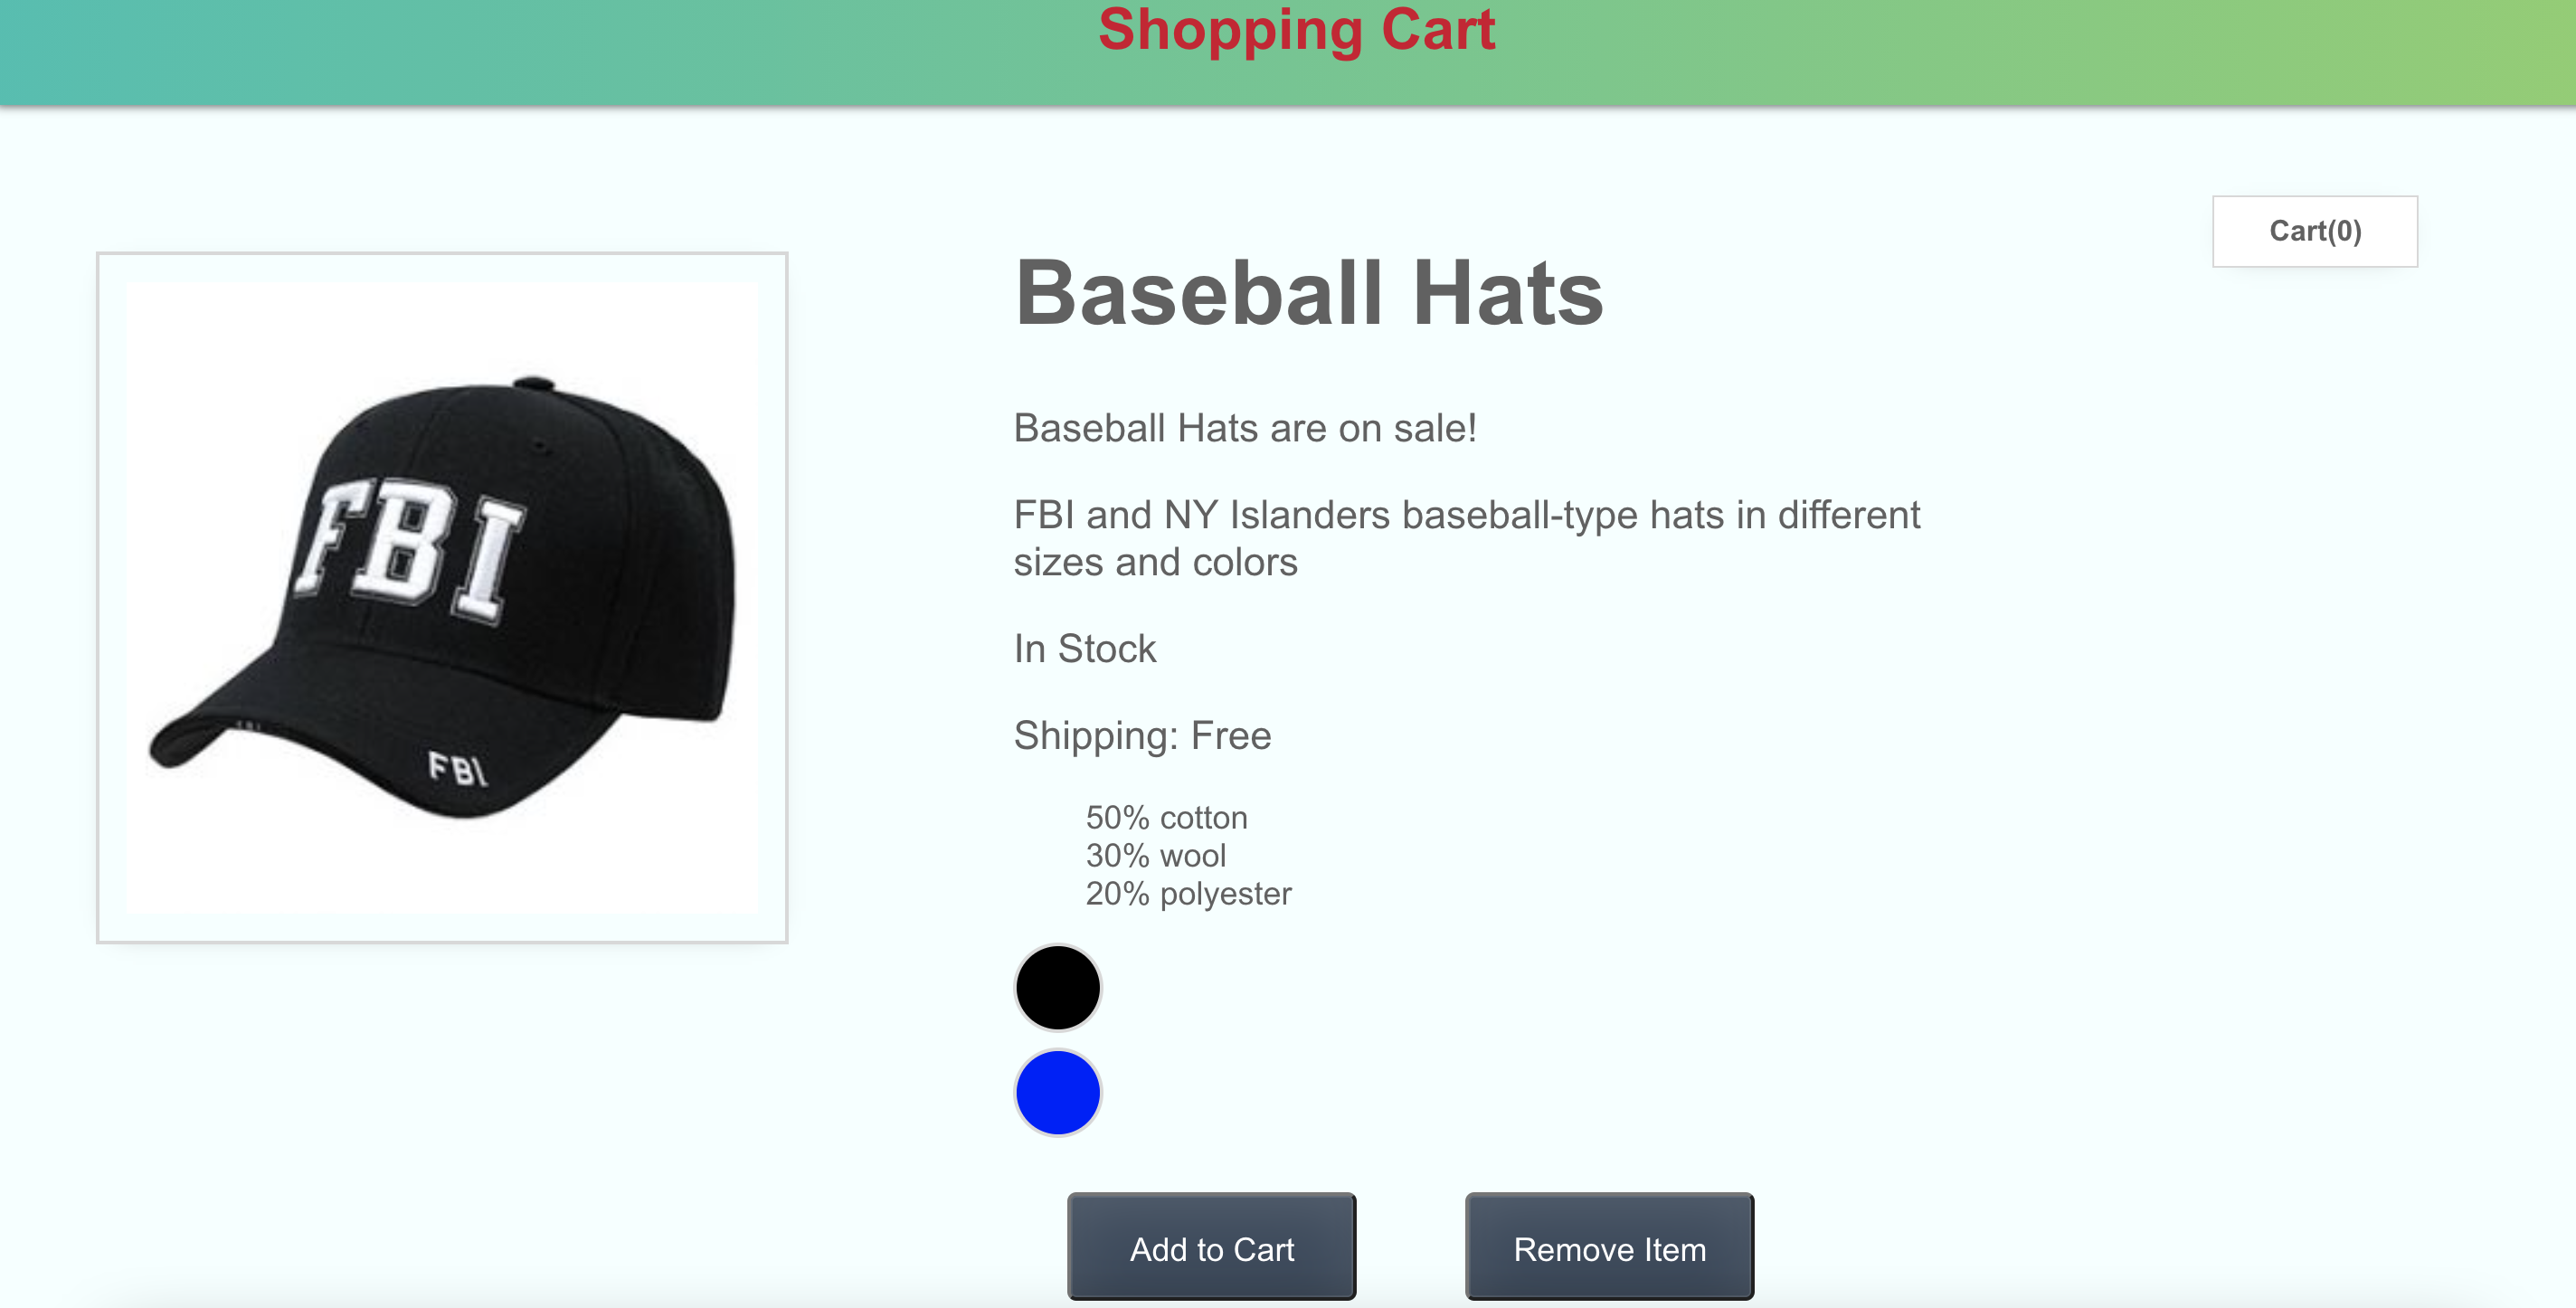 Shopping Cart
Cart(0)
Baseball Hats
Baseball Hats are on sale!
FBI and NY Islanders baseball-type hats in different
sizes and colors
In Stock
Shipping: Free
50% cotton
30% wool
20% polyester
Add to Cart
Remove Item
FBI
FBI